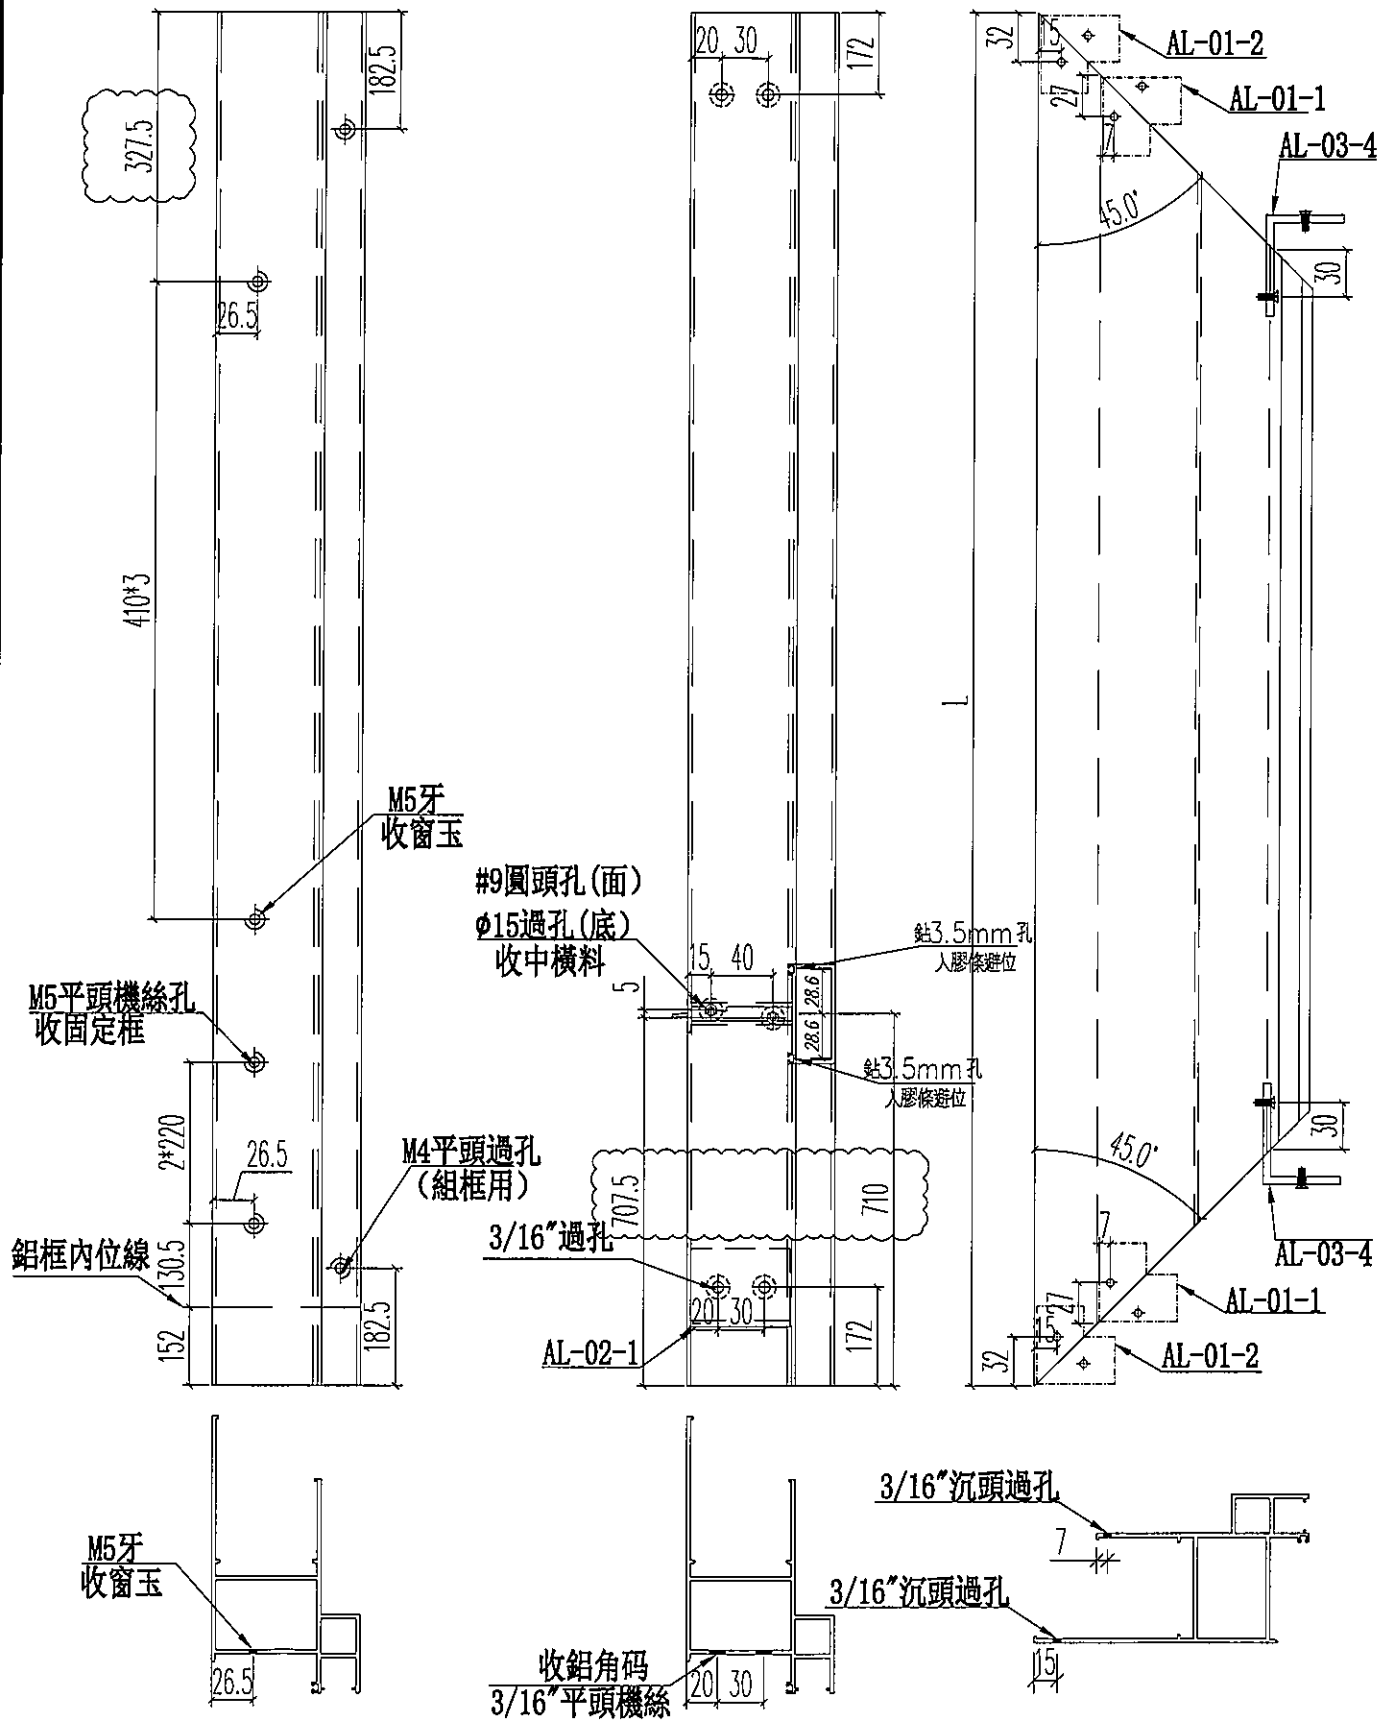 182.5
327.5
26.5
410*3
M5牙
收窗玉
M5平頭機絲孔
收固定框
2*220
26.5
M4平頭過孔
(組框用)
鋁框內位線
130.5
152
182.5
M5牙
收窗玉
26.5
20 30
172
#9圓頭孔(面)
ϕ15過孔(底)
收中橫料
15 40
5
28.6
28.6
鉆3.5mm孔
入膠條避位
鉆3.5mm孔
入膠條避位
707.5
710
3/16"過孔
20 30
AL-02-1
172
收鋁角码
3/16"平頭機絲
20 30
32
15
AL-01-2
27
AL-01-1
7
AL-03-4
45.0°
30
L
45.0°
30
7
AL-03-4
27
AL-01-1
15
32
AL-01-2
3/16"沉頭過孔
7
3/16"沉頭過孔
15